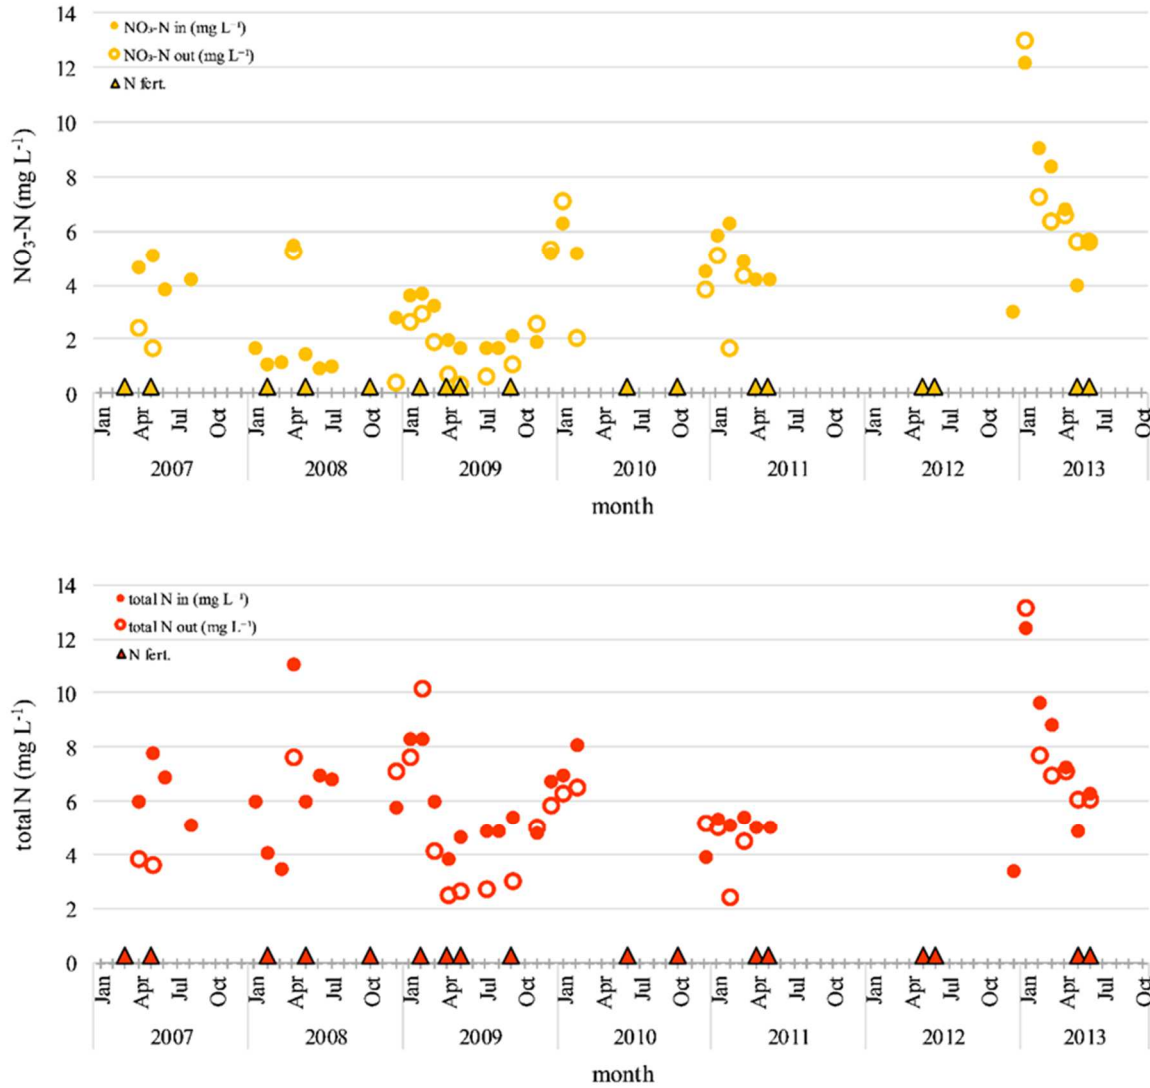 14
12
10
8
6
4
2
0
NO₃-N (mg L⁻¹)
NO₃-N in (mg L⁻¹)
NO₃-N out (mg L⁻¹)
N fert.
Jan Apr Jul Oct Jan Apr Jul Oct Jan Apr Jul Oct Jan Apr Jul Oct Jan Apr Jul Oct Jan Apr Jul Oct Jan Apr Jul Oc
2007 2008 2009 2010 2011 2012 2013
month
14
12
10
8
6
4
2
0
total N (mg L⁻¹)
total N in (mg L⁻¹)
total N out (mg L⁻¹)
N fert.
Jan Apr Jul Oct Jan Apr Jul Oct Jan Apr Jul Oct Jan Apr Jul Oct Jan Apr Jul Oct Jan Apr Jul Oct Jan Apr Jul Oct
2007 2008 2009 2010 2011 2012 2013
month